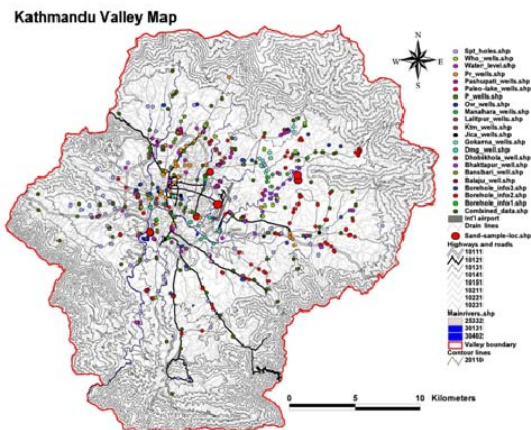 Kathmandu Valley Map
N
W E
S
Spt_holes.shp
Who_wells.shp
Water_level.shp
Pr_wells.shp
Pashupati_wells.shp
Paleo-lake_wells.shp
P_wells.shp
Ow_wells.shp
Manahara_wells.shp
Lalitpur_wells.shp
Ktm_wells.shp
Jica_wells.shp
Gokarna_wells.shp
Dmg_well.shp
Dhobikhola_well.shp
Bhaktapur_well.shp
Bansbari_well.shp
Balaju_well.shp
Borehole_infos3.shp
Borehole_infos2.shp
Borehole_infos1.shp
Combined_data.shp
int'l airport
Drain lines
Sand-sample-loc.shp
Highways and roads
10111
10121
10131
10141
10151
10211
10221
10231
Mainrivers.shp
25332
30131
30402
Valley boundary
Contour lines
20110
0 5 10
Kilometers